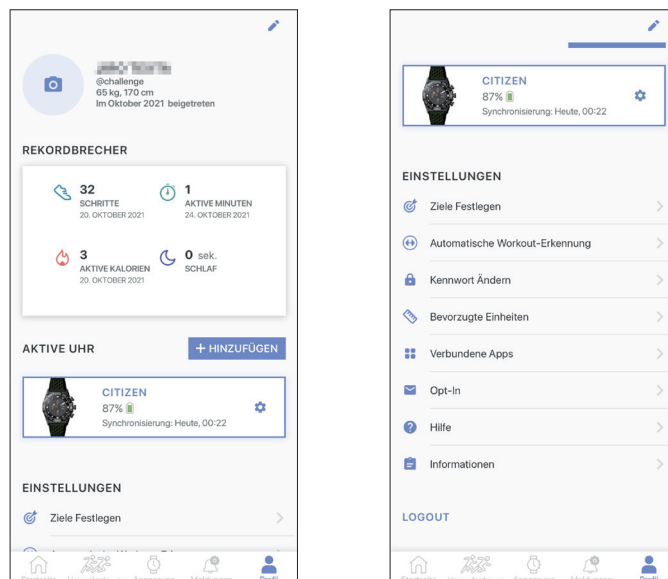 @challenge
65 kg, 170 cm
Im Oktober 2021 beigetreten
REKORDBRECHER
32
SCHRITTE
20. OKTOBER 2021
1
AKTIVE MINUTEN
24. OKTOBER 2021
3
AKTIVE KALORIEN
20. OKTOBER 2021
0 sek.
SCHLAF
AKTIVE UHR
+ HINZUFÜGEN
CITIZEN
87%
Synchronisierung: Heute, 00:22
EINSTELLUNGEN
Ziele Festlegen
Profil
CITIZEN
87%
Synchronisierung: Heute, 00:22
EINSTELLUNGEN
Ziele Festlegen
Automatische Workout-Erkennung
Kennwort Ändern
Bevorzugte Einheiten
Verbundene Apps
Opt-In
Hilfe
Informationen
LOGOUT
Profil